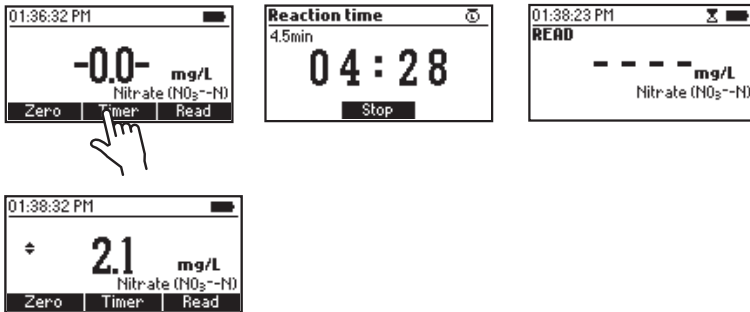 01:36:32 PM
-0.0- mg/L
Nitrate (NO₃⁻-N)
Zero Timer Read
Reaction time
4.5min
04:28
Stop
01:38:23 PM
READ
---- mg/L
Nitrate (NO₃⁻-N)
01:38:32 PM
2.1 mg/L
Nitrate (NO₃⁻-N)
Zero Timer Read